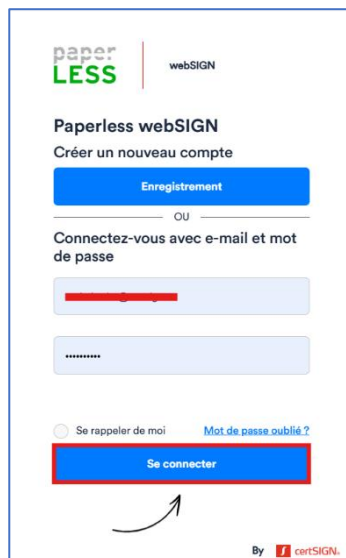 paper
LESS
webSIGN
Paperless webSIGN
Créer un nouveau compte
Enregistrement
OU
Connectez-vous avec e-mail et mot
de passe
••••••••••
Se rappeler de moi
Mot de passe oublié ?
Se connecter
By certSIGN.